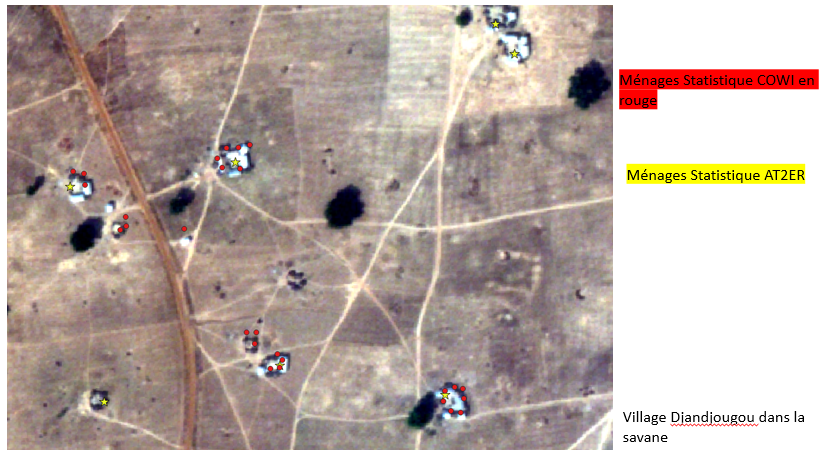 Ménages Statistique COWI en
rouge
Ménages Statistique AT2ER
Village Djandjougou dans la
savane